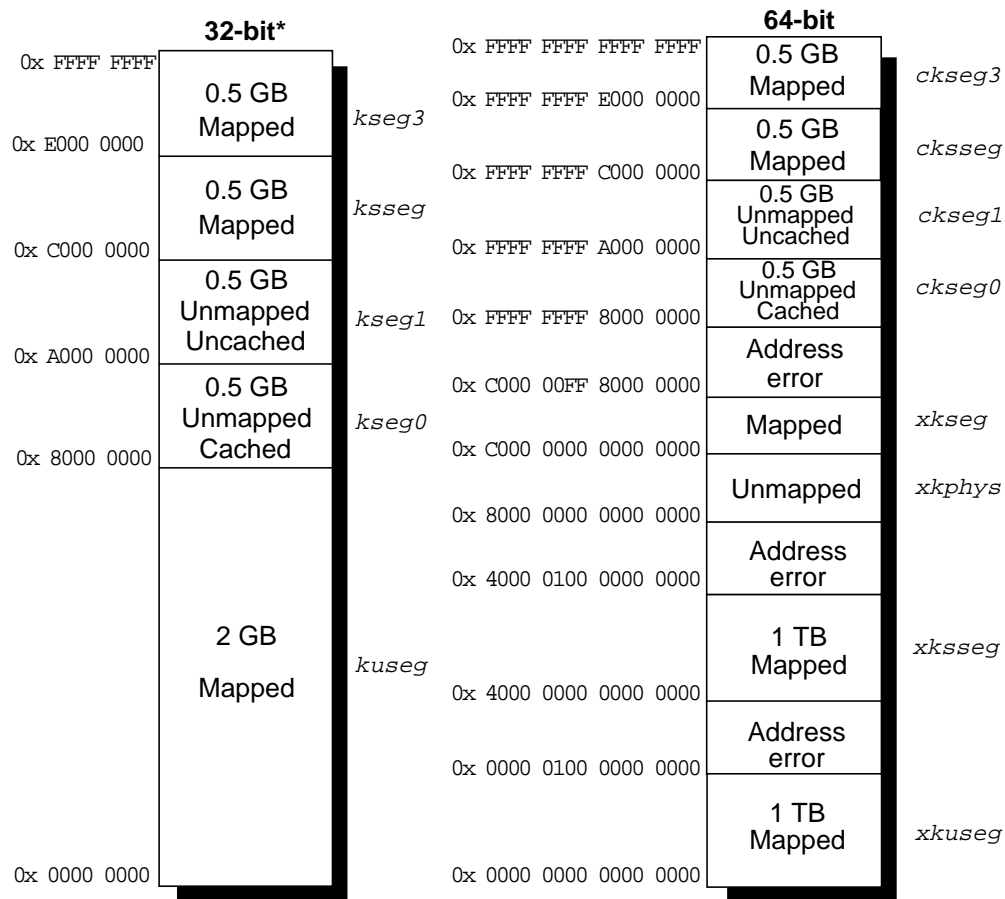 32-bit*
0x FFFF FFFF
0.5 GB
Mapped
kseg3
0x E000 0000
0.5 GB
Mapped
ksseg
0x C000 0000
0.5 GB
Unmapped
Uncached
kseg1
0x A000 0000
0.5 GB
Unmapped
Cached
kseg0
0x 8000 0000
2 GB
Mapped
kuseg
0x 0000 0000
64-bit
0x FFFF FFFF FFFF FFFF
0.5 GB
Mapped
ckseg3
0x FFFF FFFF E000 0000
0.5 GB
Mapped
cksseg
0x FFFF FFFF C000 0000
0.5 GB
Unmapped
Uncached
ckseg1
0x FFFF FFFF A000 0000
0.5 GB
Unmapped
Cached
ckseg0
0x FFFF FFFF 8000 0000
Address
error
0x C000 00FF 8000 0000
Mapped
xkseg
0x C000 0000 0000 0000
Unmapped
xkphys
0x 8000 0000 0000 0000
Address
error
0x 4000 0100 0000 0000
1 TB
Mapped
xksseg
0x 4000 0000 0000 0000
Address
error
0x 0000 0100 0000 0000
1 TB
Mapped
xkuseg
0x 0000 0000 0000 0000